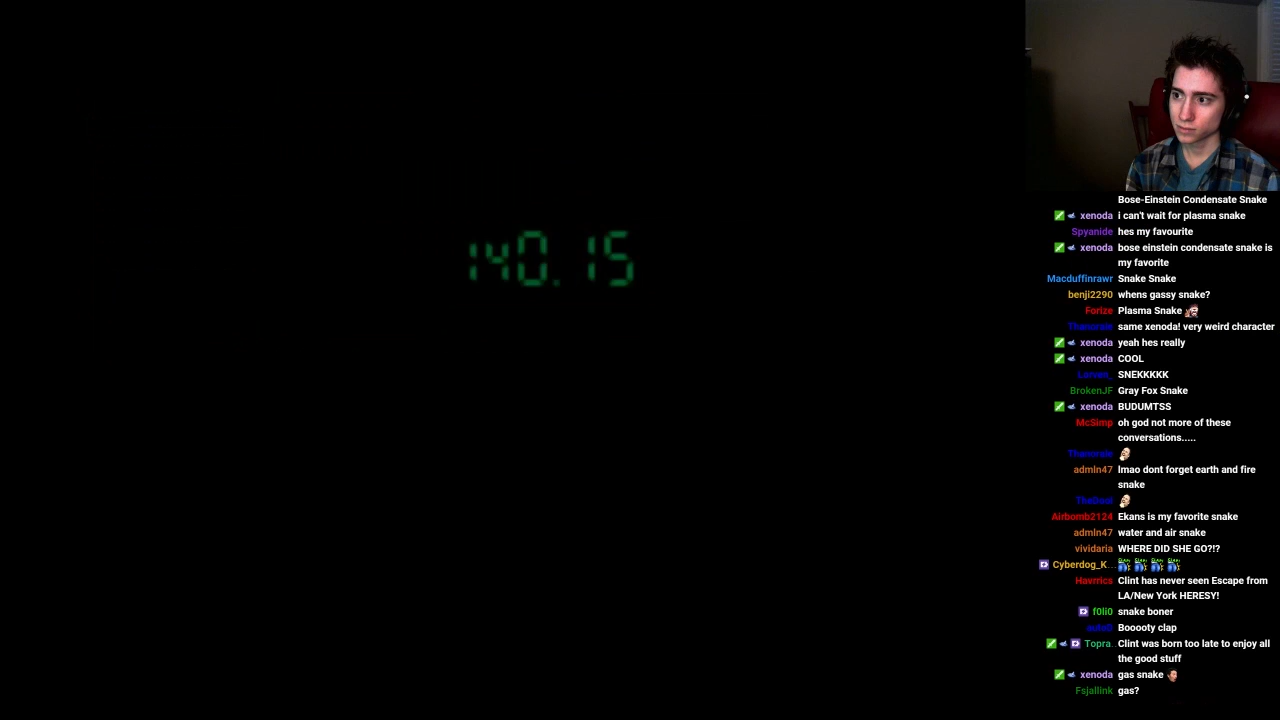 140.15
Bose-Einstein Condensate Snake
xenoda i can't wait for plasma snake
Spyanide hes my favourite
xenoda bose einstein condensate snake is
my favorite
Macduffinrawr Snake Snake
benji2290 whens gassy snake?
Forize Plasma Snake
same xenoda! very weird character
xenoda yeah hes really
xenoda COOL
SNEKKKKK
BrokenJF Gray Fox Snake
xenoda BUDUMTSS
McSimp oh god not more of these
conversations.....
admln47 lmao dont forget earth and fire
snake
TheDool
Airbomb2124 Ekans is my favorite snake
admln47 water and air snake
vividaria WHERE DID SHE GO?!?
Cyberdog_K...
Havrrics Clint has never seen Escape from
LA/New York HERESY!
f0li0 snake boner
Booooty clap
Topra... Clint was born too late to enjoy all
the good stuff
xenoda gas snake
Fsjallink gas?